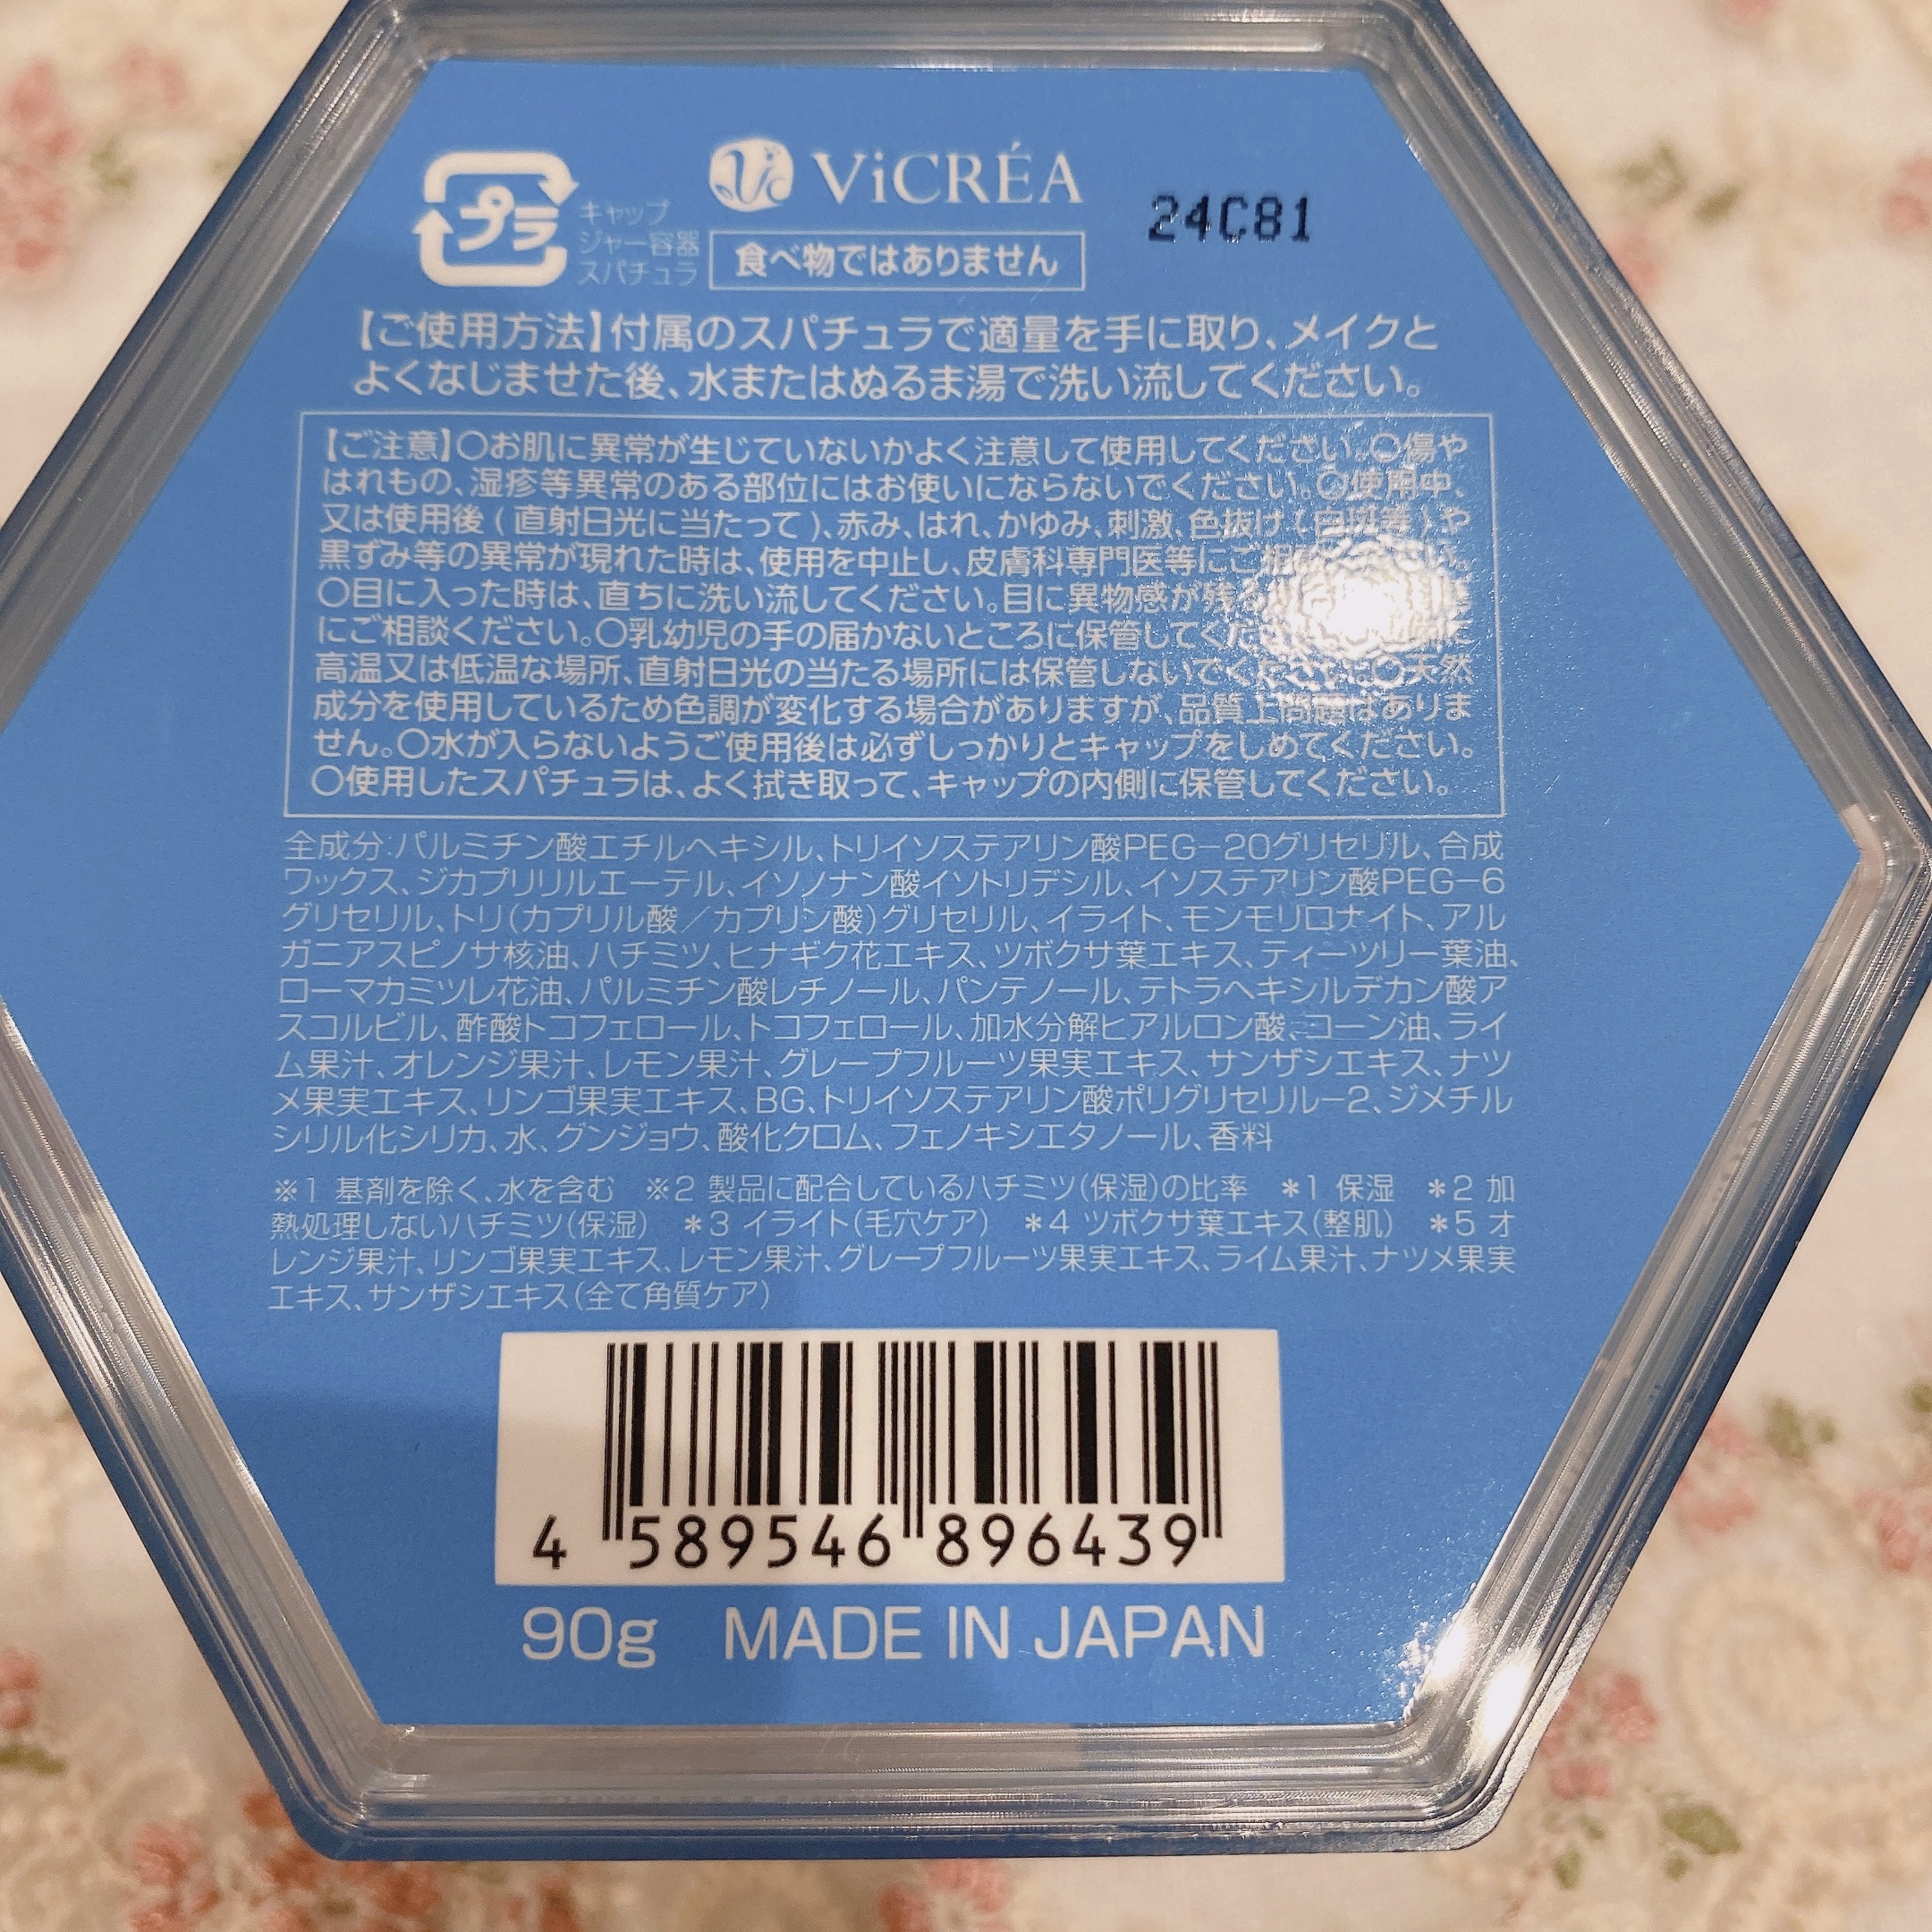 プラ
キャップ
ジャー容器
スパチュラ
ViCRÉA
食べ物ではありません
24C81
【ご使用方法】付属のスパチュラで適量を手に取り、メイクと
よくなじませた後、水またはぬるま湯で洗い流してください。
【ご注意】〇お肌に異常が生じていないかよく注意して使用してください。〇傷や
はれもの、湿疹等異常のある部位にはお使いにならないでください。〇使用中、
又は使用後(直射日光に当たって)、赤み、はれ、かゆみ、刺激、色抜け(白斑等)や
黒ずみ等の異常が現れた時は、使用を中止し、皮膚科専門医等にご相
〇目に入った時は、直ちに洗い流してください。目に異物感が残る
にご相談ください。〇乳幼児の手の届かないところに保管してくだ
高温又は低温な場所、直射日光の当たる場所には保管しないでください。〇天然
成分を使用しているため色調が変化する場合がありますが、品質上問題はありま
せん。〇水が入らないようご使用後は必ずしっかりとキャップをしめてください。
〇使用したスパチュラは、よく拭き取って、キャップの内側に保管してください。
全成分:パルミチン酸エチルヘキシル、トリイソステアリン酸PEG-20グリセリル、合成
ワックス、ジカプリリルエーテル、イソノナン酸イソトリデシル、イソステアリン酸PEG-6
グリセリル、トリ(カプリル酸/カプリン酸)グリセリル、イライト、モンモリロナイト、アル
ガニアスピノサ核油、ハチミツ、ヒナギク花エキス、ツボクサ葉エキス、ティーツリー葉油、
ローマカミツレ花油、パルミチン酸レチノール、パンテノール、テトラヘキシルデカン酸ア
スコルビル、酢酸トコフェロール、トコフェロール、加水分解ヒアルロン酸、コーン油、ライ
ム果汁、オレンジ果汁、レモン果汁、グレープフルーツ果実エキス、サンザシエキス、ナツ
メ果実エキス、リンゴ果実エキス、BG、トリイソステアリン酸ポリグリセリル-2、ジメチル
シリル化シリカ、水、グンジョウ、酸化クロム、フェノキシエタノール、香料
※1 基剤を除く、水を含む ※2 製品に配合しているハチミツ(保湿)の比率 *1 保湿 *2 加
熱処理しないハチミツ(保湿) *3 イライト(毛穴ケア) *4 ツボクサ葉エキス(整肌) *5 オ
レンジ果汁、リンゴ果実エキス、レモン果汁、グレープフルーツ果実エキス、ライム果汁、ナツメ果実
エキス、サンザシエキス(全て角質ケア)
4 589546 896439
90g MADE IN JAPAN